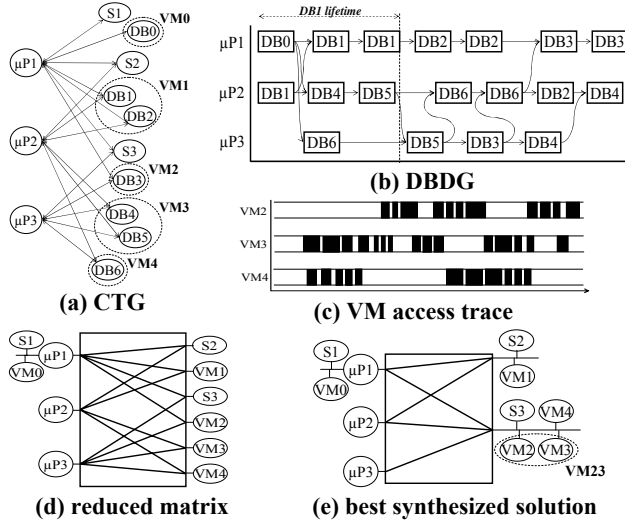 S1
DB0
VM0
µP1
S2
DB1
VM1
DB2
µP2
S3
VM2
DB3
µP3
DB4
VM3
DB5
DB6
VM4
(a) CTG
DB1 lifetime
µP1 DB0 DB1 DB1 DB2 DB2 DB3 DB3
µP2 DB1 DB4 DB5 DB6 DB6 DB2 DB4
µP3 DB6 DB5 DB3 DB4
(b) DBDG
VM2
VM3
VM4
(c) VM access trace
S1
µP1
VM0
µP2
µP3
S2
VM1
S3
VM2
VM3
VM4
(d) reduced matrix
S1
µP1
VM0
µP2
µP3
S2
VM1
S3 VM4
VM2 VM3
VM23
(e) best synthesized solution